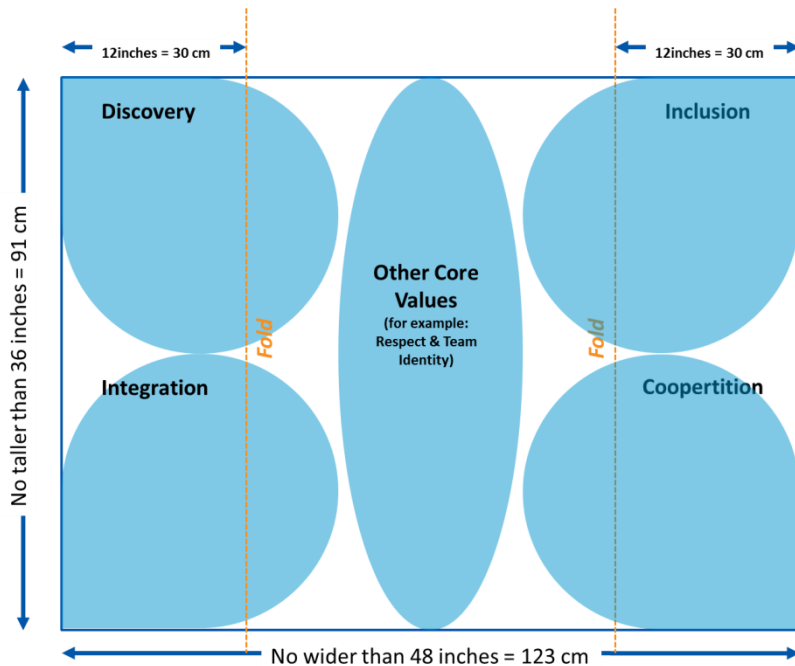 12inches = 30 cm
12inches = 30 cm
Discovery
Inclusion
No taller than 36 inches = 91 cm
Other Core
Values
(for example:
Respect & Team
Identity)
Fold
Fold
Integration
Coopertition
No wider than 48 inches = 123 cm